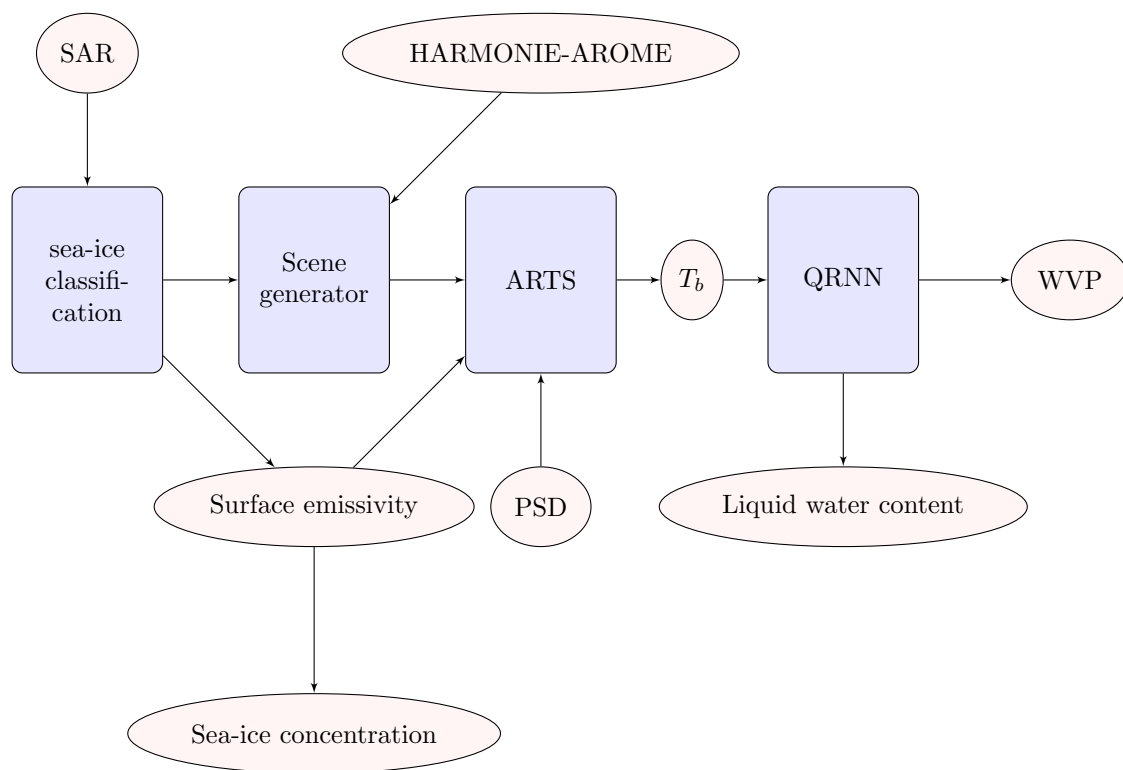 SAR
HARMONIE-AROME
sea-ice
classifi-
cation
Scene
generator
ARTS
T_b
QRNN
WVP
Surface emissivity
PSD
Liquid water content
Sea-ice concentration